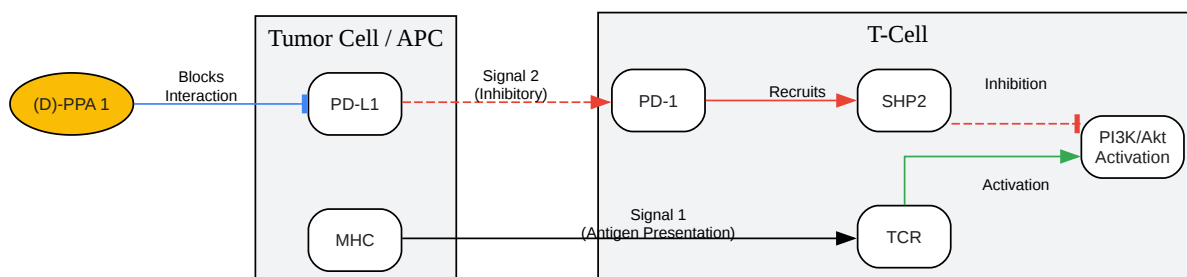 Tumor Cell / APC
T-Cell
(D)-PPA 1
Blocks
Interaction
PD-L1
Signal 2
(Inhibitory)
PD-1
Recruits
SHP2
Inhibition
PI3K/Akt
Activation
Activation
MHC
Signal 1
(Antigen Presentation)
TCR